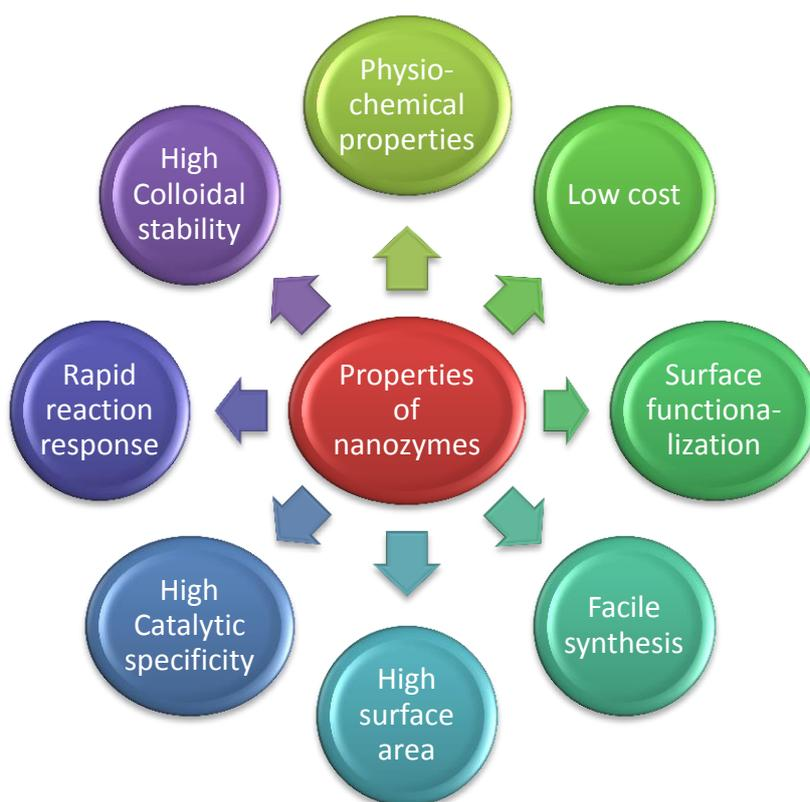 Physio-
chemical
properties
Low cost
Surface
functiona-
lization
Facile
synthesis
High
surface
area
High
Catalytic
specificity
Rapid
reaction
response
High
Colloidal
stability
Properties
of
nanozymes